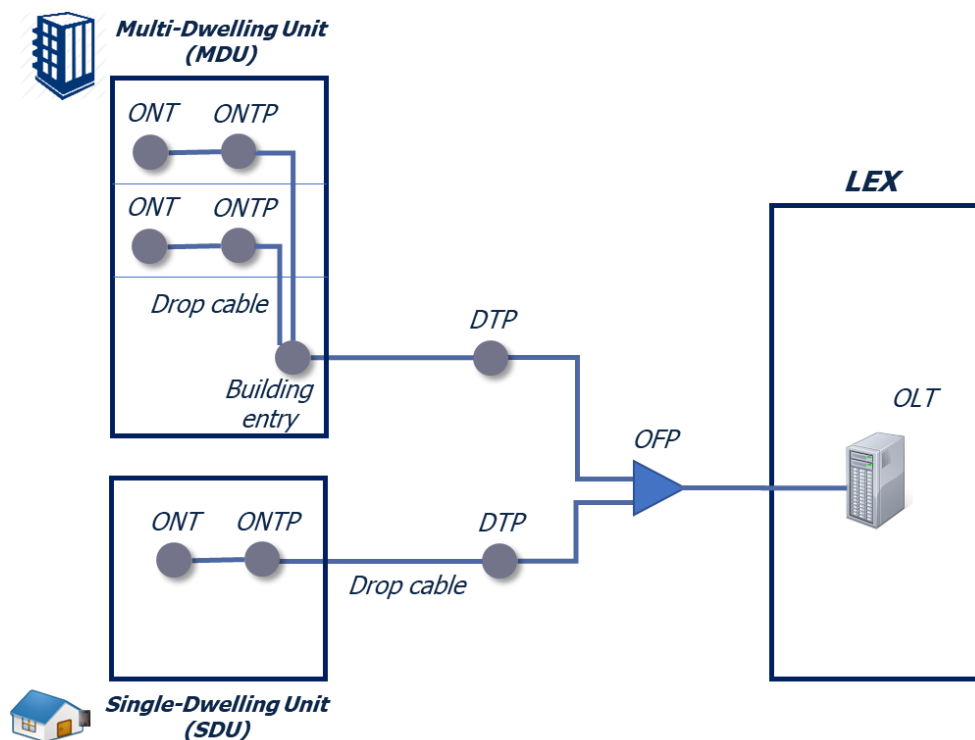 Multi-Dwelling Unit
(MDU)
ONT ONTP
LEX
ONT ONTP
Drop cable
DTP
Building
entry
OLT
OFP
ONT ONTP
DTP
Drop cable
Single-Dwelling Unit
(SDU)